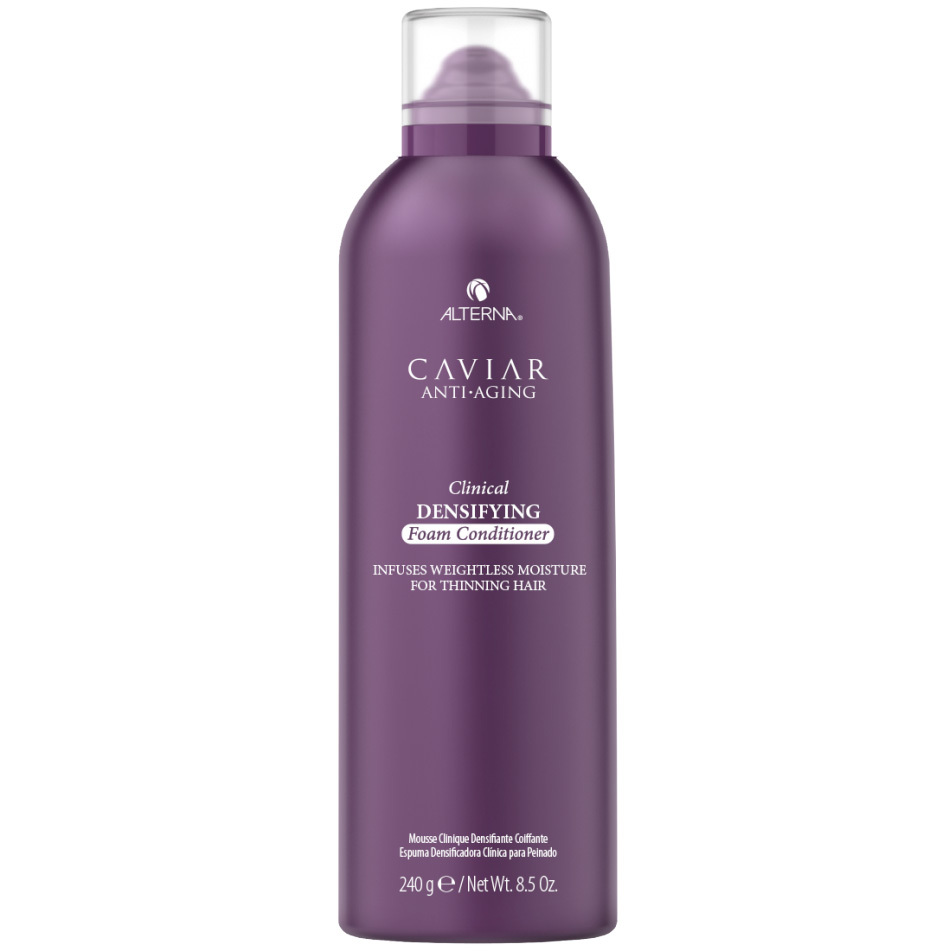 ALTERNA®
CAVIAR
ANTI•AGING
Clinical
DENSIFYING
Foam Conditioner
INFUSES WEIGHTLESS MOISTURE
FOR THINNING HAIR
Mousse Clinique Densifiante Coiffante
Espuma Densificadora Clínica para Peinado
240 g ℮ / Net Wt. 8.5 Oz.